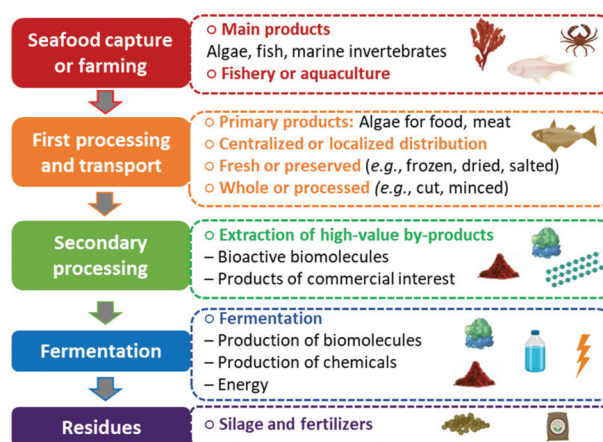 Seafood capture
or farming
○ Main products
Algae, fish, marine invertebrates
○ Fishery or aquaculture
First processing
and transport
○ Primary products: Algae for food, meat
○ Centralized or localized distribution
○ Fresh or preserved (e.g., frozen, dried, salted)
○ Whole or processed (e.g., cut, minced)
Secondary
processing
○ Extraction of high-value by-products
– Bioactive biomolecules
– Products of commercial interest
Fermentation
○ Fermentation
– Production of biomolecules
– Production of chemicals
– Energy
Residues
○ Silage and fertilizers